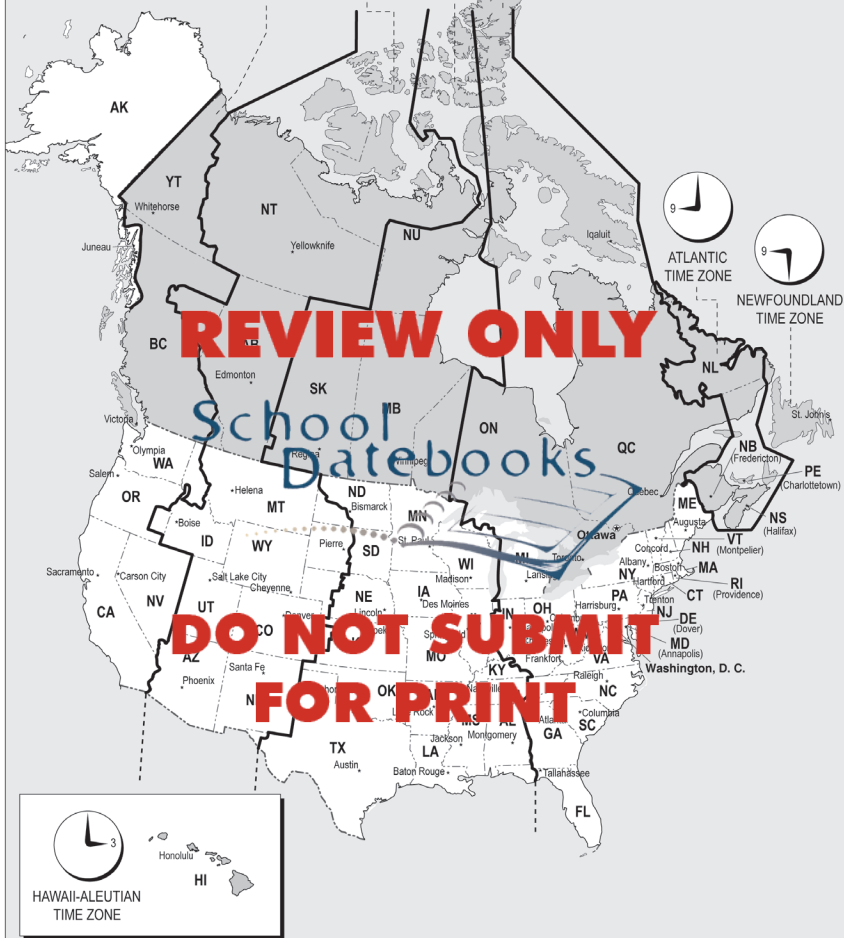 AK
YT
Whitehorse
NT
Yellowknife
NU
Iqaluit
Juneau
9
ATLANTIC
TIME ZONE
9
NEWFOUNDLAND
TIME ZONE
REVIEW ONLY
BC
AB
NL
Edmonton
SK
MB
School
Datebooks
Victoria
ON
QC
St. John's
NB
(Fredericton)
PE
(Charlottetown)
NS
(Halifax)
Regina
Winnipeg
Quebec
Olympia
WA
Salem
OR
Helena
MT
ND
Bismarck
MN
St. Paul
ME
Augusta
Ottawa
VT
(Montpelier)
Boise
ID
WY
Pierre
SD
WI
Madison
MI
Lansing
Toronto
Concord
NH
Albany
Boston
MA
NY
Hartford
RI
(Providence)
CT
Sacramento
Carson City
Salt Lake City
Cheyenne
NE
Lincoln
IA
Des Moines
PA
Harrisburg
Trenton
NJ
CA
NV
UT
Denver
CO
IN
OH
DE
(Dover)
MD
(Annapolis)
Washington, D. C.
DO NOT SUBMIT
FOR PRINT
AZ
Phoenix
Santa Fe
MO
KY
Frankfort
VA
Raleigh
NC
OK
Columbia
SC
MS
AL
Atlanta
GA
TX
Austin
Jackson
Montgomery
LA
Baton Rouge
Tallahassee
FL
3
HAWAII-ALEUTIAN
TIME ZONE
Honolulu
HI